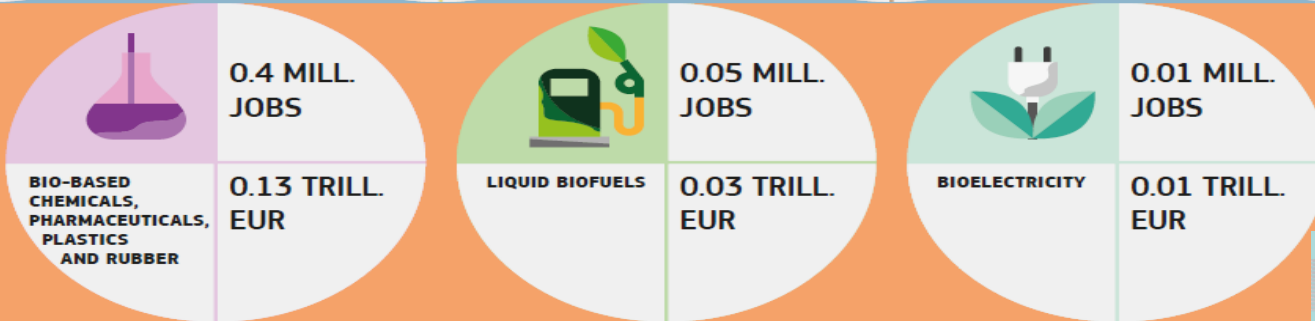 0.4 MILL.
JOBS
BIO-BASED
CHEMICALS,
PHARMACEUTICALS,
PLASTICS
AND RUBBER
0.13 TRILL.
EUR
0.05 MILL.
JOBS
LIQUID BIOFUELS
0.03 TRILL.
EUR
0.01 MILL.
JOBS
BIOELECTRICITY
0.01 TRILL.
EUR